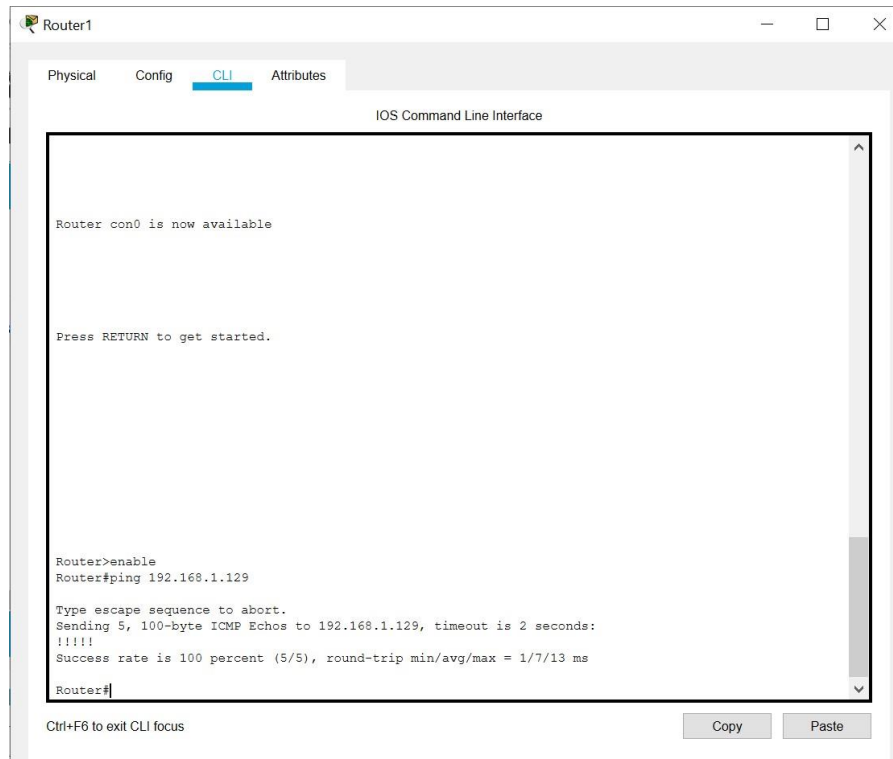 Router1
Physical Config CLI Attributes
IOS Command Line Interface
Router con0 is now available
Press RETURN to get started.
Router>enable
Router#ping 192.168.1.129
Type escape sequence to abort.
Sending 5, 100-byte ICMP Echos to 192.168.1.129, timeout is 2 seconds:
!!!!!
Success rate is 100 percent (5/5), round-trip min/avg/max = 1/7/13 ms
Router#
Ctrl+F6 to exit CLI focus
Copy Paste